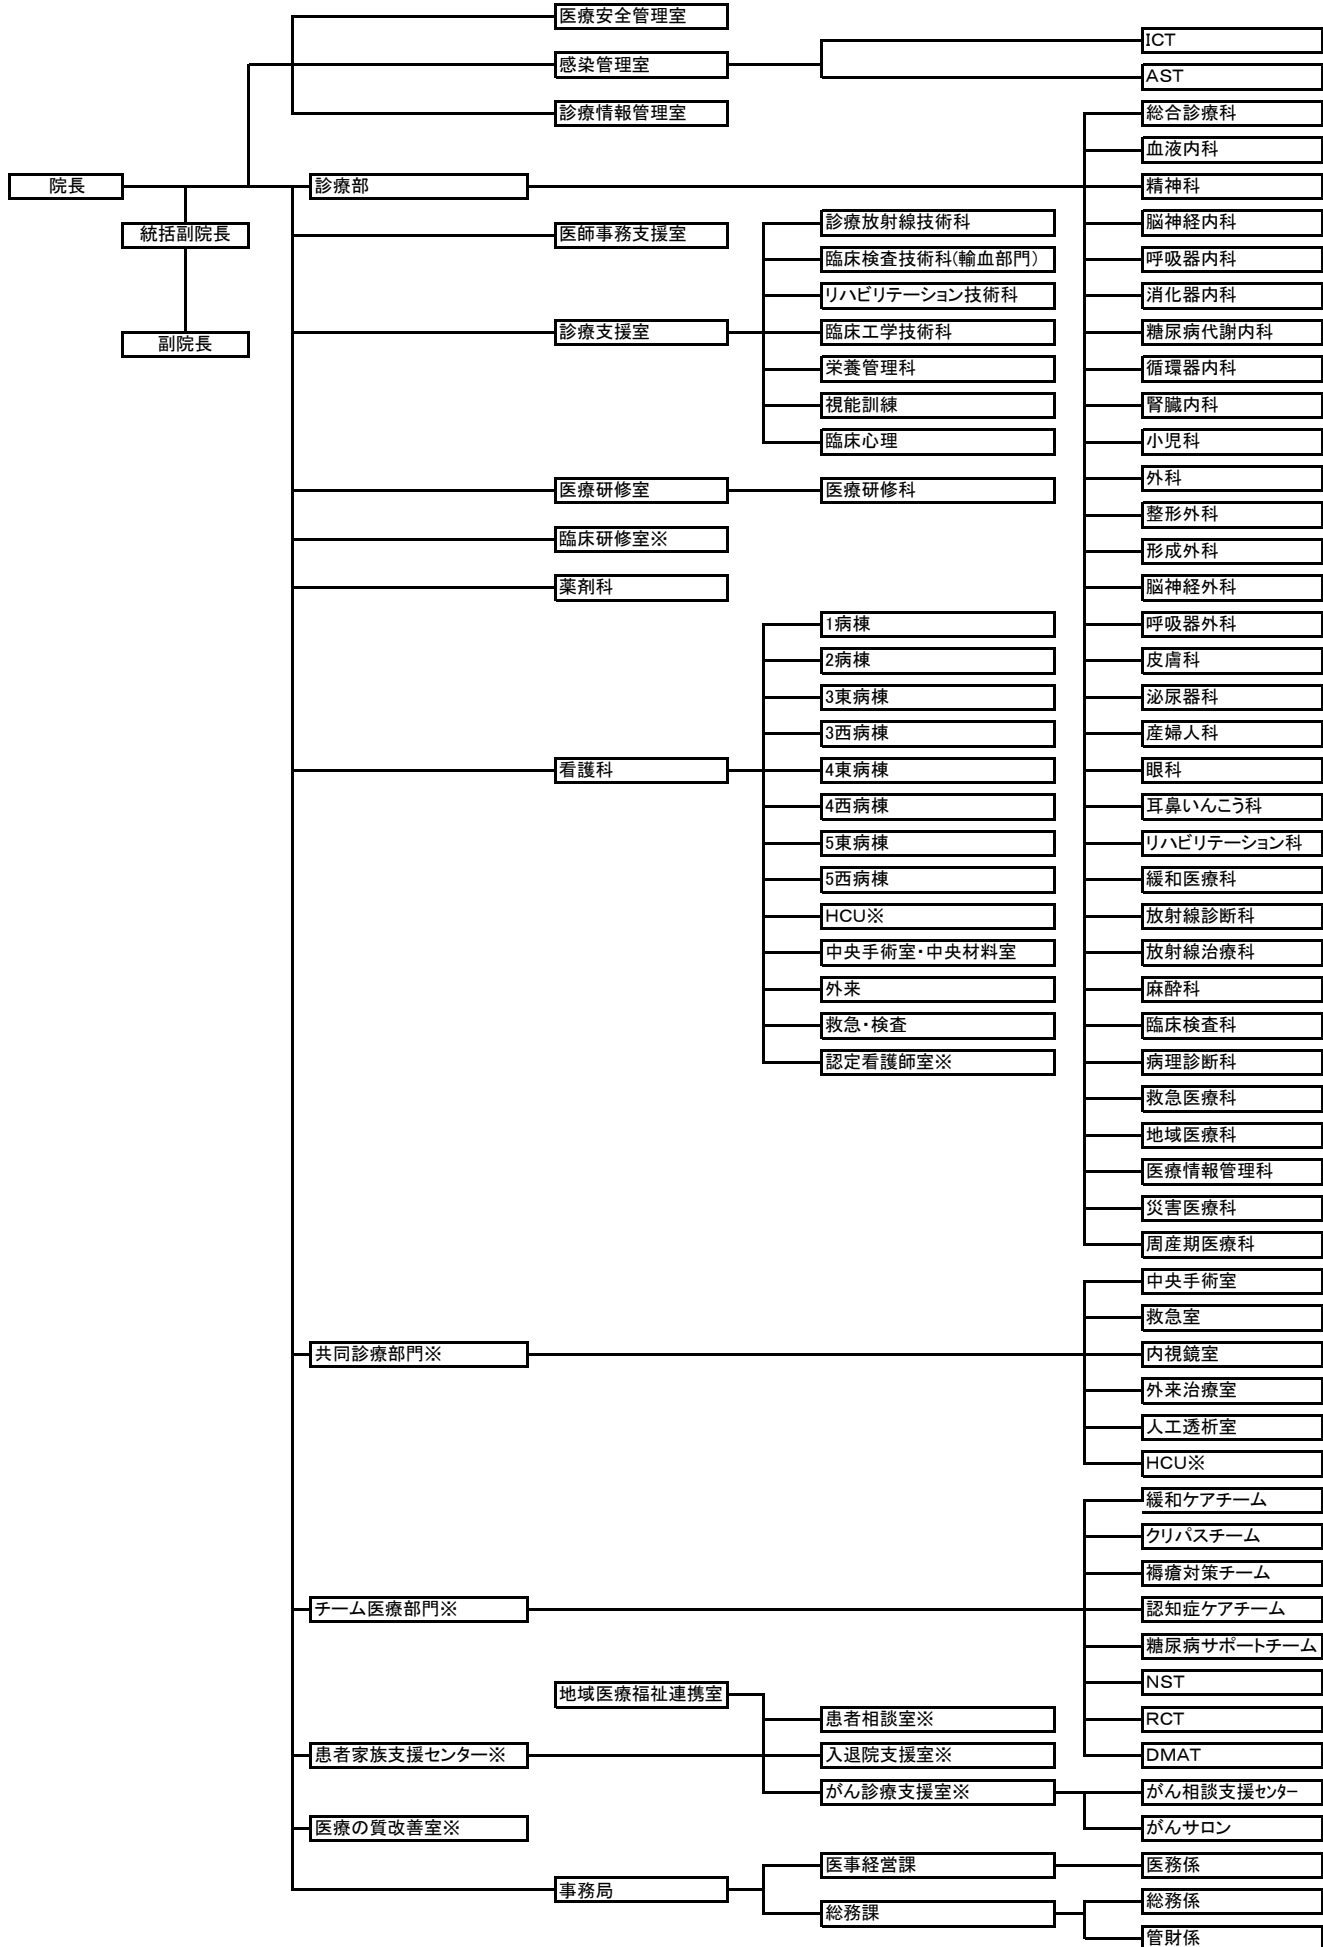 医療安全管理室
ICT
感染管理室
AST
診療情報管理室
総合診療科
血液内科
院長
診療部
精神科
統括副院長
医師事務支援室
診療放射線技術科
脳神経内科
臨床検査技術科(輸血部門)
呼吸器内科
リハビリテーション技術科
消化器内科
副院長
診療支援室
臨床工学技術科
糖尿病代謝内科
栄養管理科
循環器内科
視能訓練
腎臓内科
臨床心理
小児科
外科
医療研修室
医療研修科
整形外科
臨床研修室※
形成外科
薬剤科
脳神経外科
1病棟
呼吸器外科
2病棟
皮膚科
3東病棟
泌尿器科
3西病棟
産婦人科
看護科
4東病棟
眼科
4西病棟
耳鼻いんこう科
5東病棟
リハビリテーション科
5西病棟
緩和医療科
HCU※
放射線診断科
中央手術室・中央材料室
放射線治療科
外来
麻酔科
救急・検査
臨床検査科
認定看護師室※
病理診断科
救急医療科
地域医療科
医療情報管理科
災害医療科
周産期医療科
中央手術室
救急室
共同診療部門※
内視鏡室
外来治療室
人工透析室
HCU※
緩和ケアチーム
クリパスチーム
褥瘡対策チーム
チーム医療部門※
認知症ケアチーム
糖尿病サポートチーム
地域医療福祉連携室
NST
患者相談室※
RCT
患者家族支援センター※
入退院支援室※
DMAT
がん診療支援室※
がん相談支援センター
医療の質改善室※
がんサロン
医事経営課
医務係
事務局
総務係
総務課
管財係